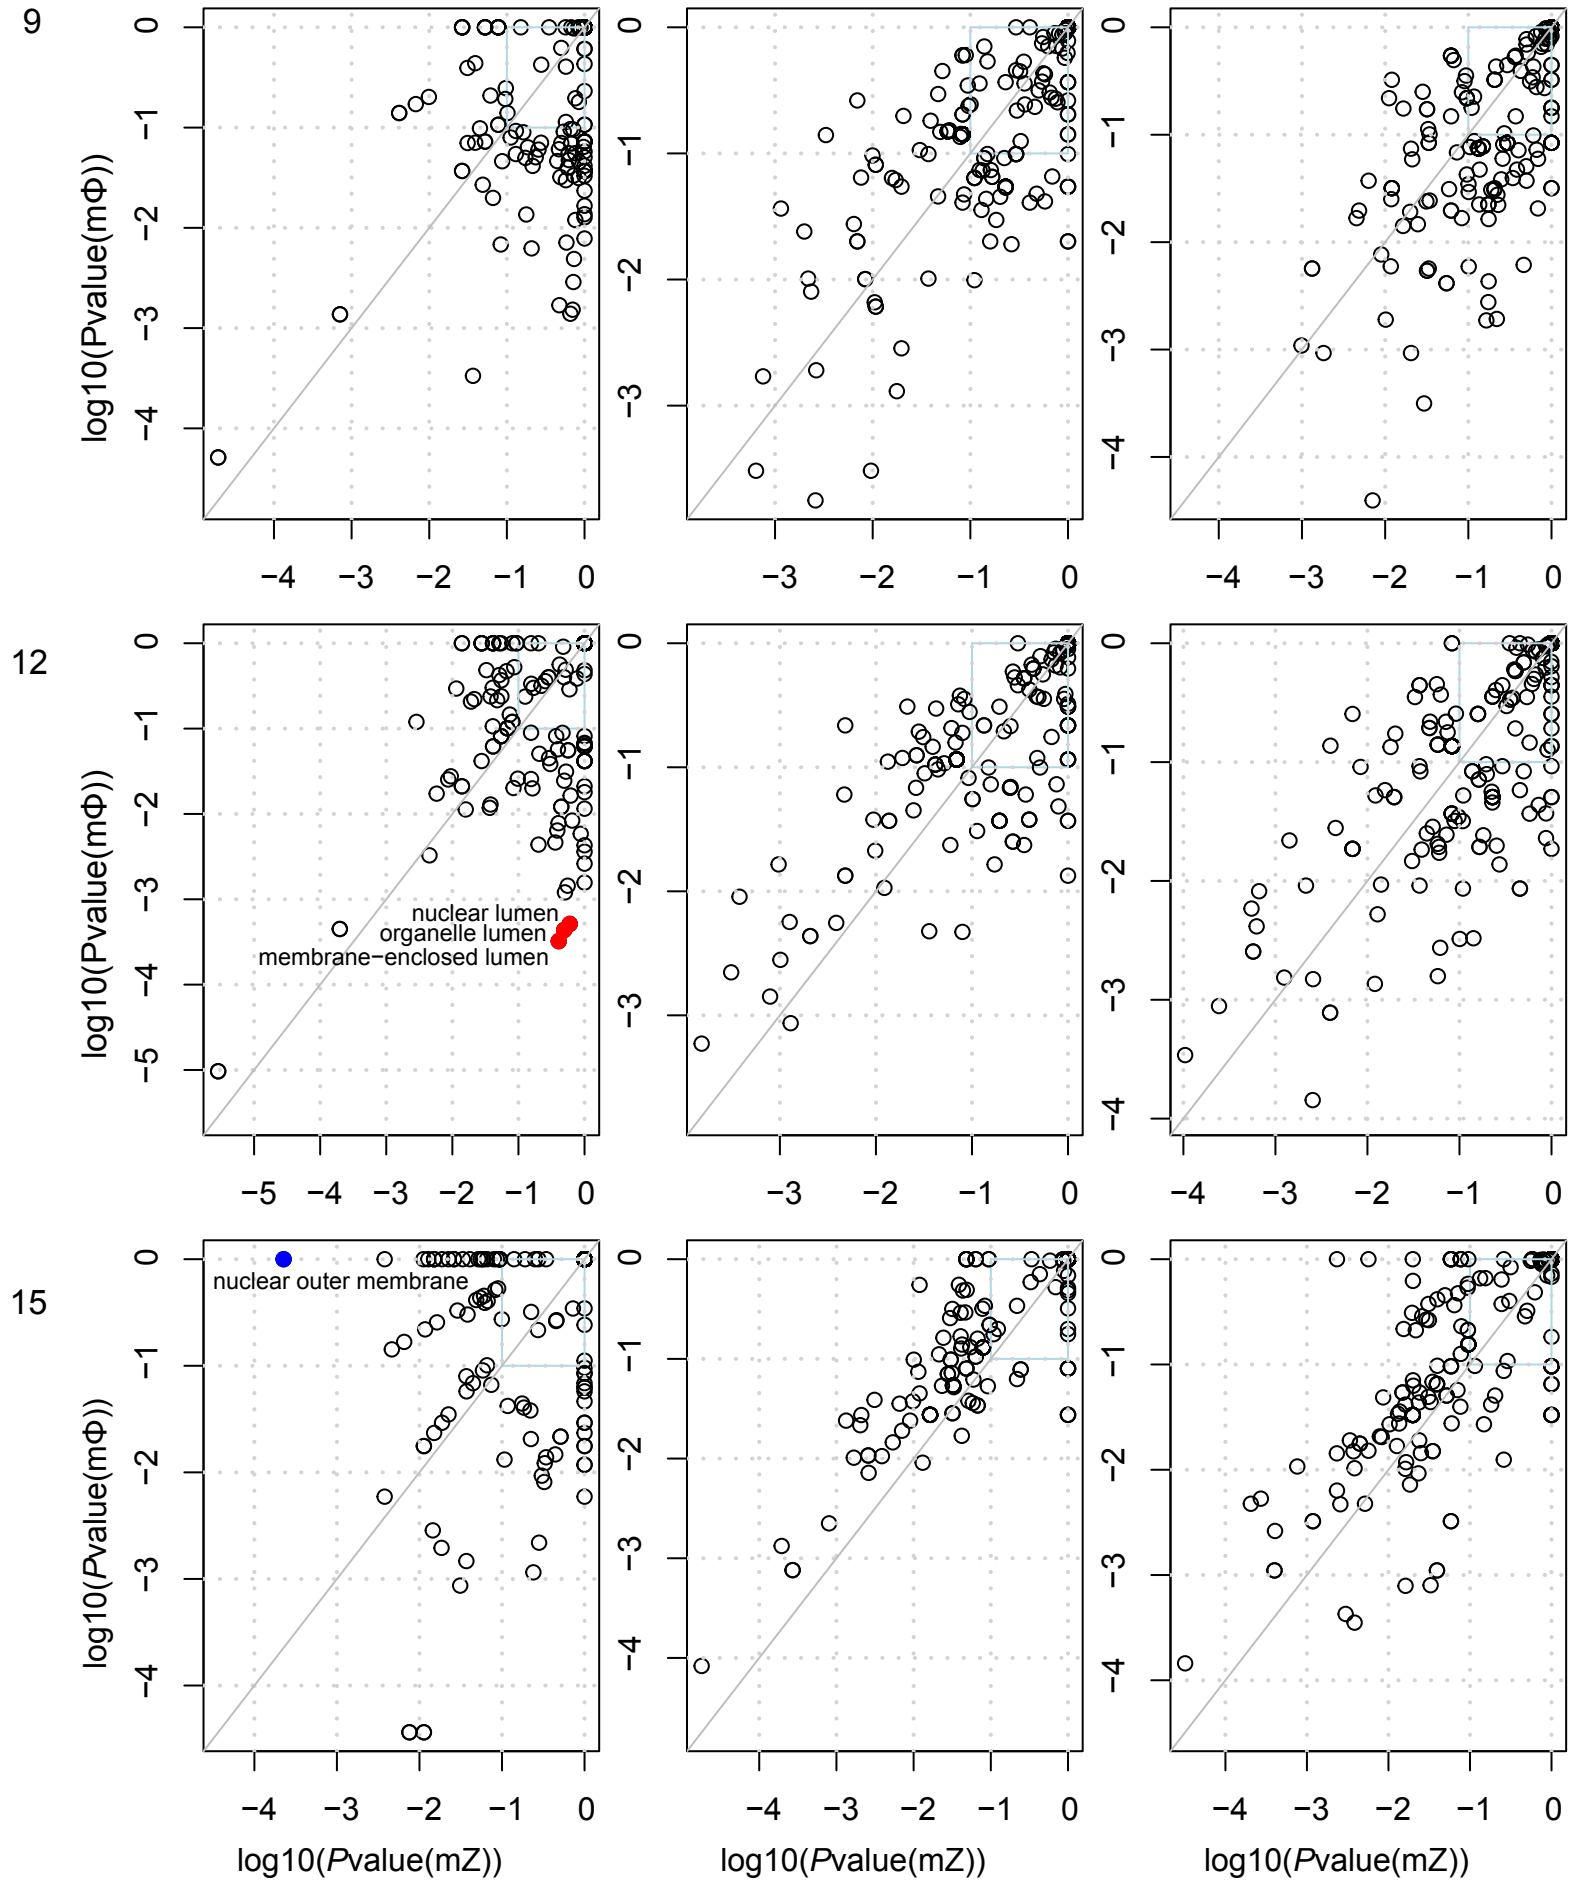 9
log10(Pvalue(mΦ))
0
−1
−2
−3
−4
−4 −3 −2 −1 0
0
−1
−2
−3
−3 −2 −1 0
0
−1
−2
−3
−4
−4 −3 −2 −1 0
12
log10(Pvalue(mΦ))
0
−1
−2
−3
−4
−5
nuclear lumen
organelle lumen
membrane−enclosed lumen
−5 −4 −3 −2 −1 0
0
−1
−2
−3
−3 −2 −1 0
0
−1
−2
−3
−4
−4 −3 −2 −1 0
15
log10(Pvalue(mΦ))
0
−1
−2
−3
−4
nuclear outer membrane
−4 −3 −2 −1 0
log10(Pvalue(mZ))
0
−1
−2
−3
−4
−4 −3 −2 −1 0
log10(Pvalue(mZ))
0
−1
−2
−3
−4
−4 −3 −2 −1 0
log10(Pvalue(mZ))